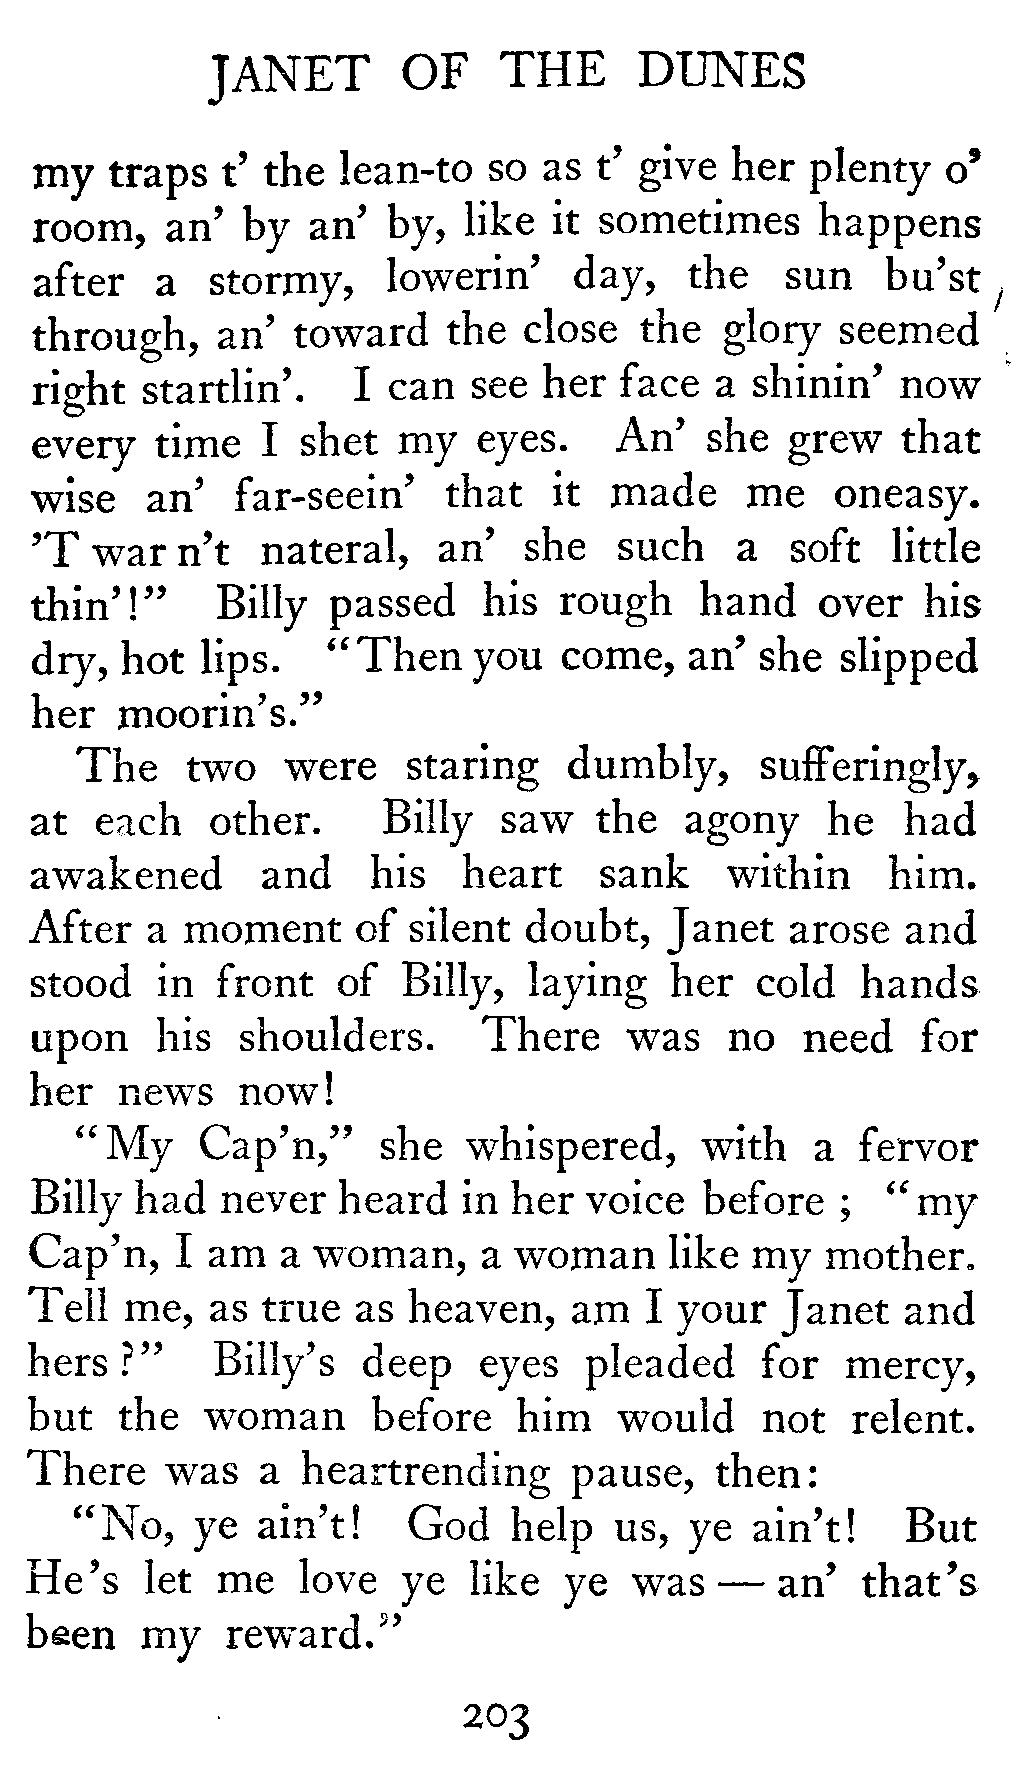 JANET OF THE DUNES
my traps t' the lean-to so as t' give her plenty o'
room, an' by an' by, like it sometimes happens
after a stormy, lowerin' day, the sun bu'st
through, an' toward the close the glory seemed
right startlin'. I can see her face a shinin' now
every time I shet my eyes. An' she grew that
wise an' far-seein' that it made me oneasy.
'T war n't nateral, an' she such a soft little
thin'!" Billy passed his rough hand over his
dry, hot lips. "Then you come, an' she slipped
her moorin's."
The two were staring dumbly, sufferingly,
at each other. Billy saw the agony he had
awakened and his heart sank within him.
After a moment of silent doubt, Janet arose and
stood in front of Billy, laying her cold hands
upon his shoulders. There was no need for
her news now!
"My Cap'n," she whispered, with a fervor
Billy had never heard in her voice before ; "my
Cap'n, I am a woman, a woman like my mother.
Tell me, as true as heaven, am I your Janet and
hers ?" Billy's deep eyes pleaded for mercy,
but the woman before him would not relent.
There was a heartrending pause, then:
"No, ye ain't! God help us, ye ain't! But
He's let me love ye like ye was — an' that's
been my reward."
203